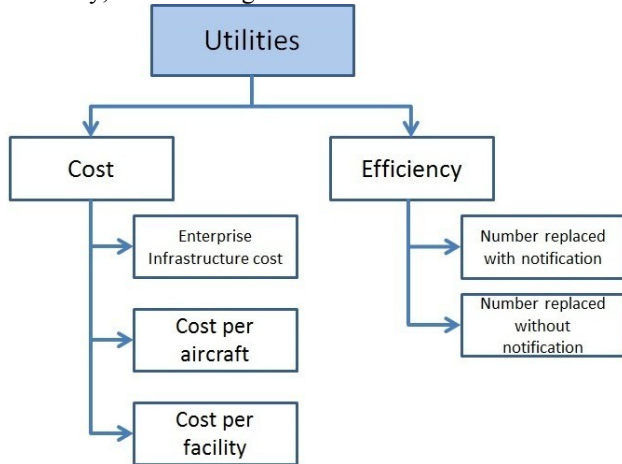 Utilities
Cost
Efficiency
Enterprise
Infrastructure cost
Cost per
aircraft
Cost per
facility
Number replaced
with notification
Number replaced
without
notification